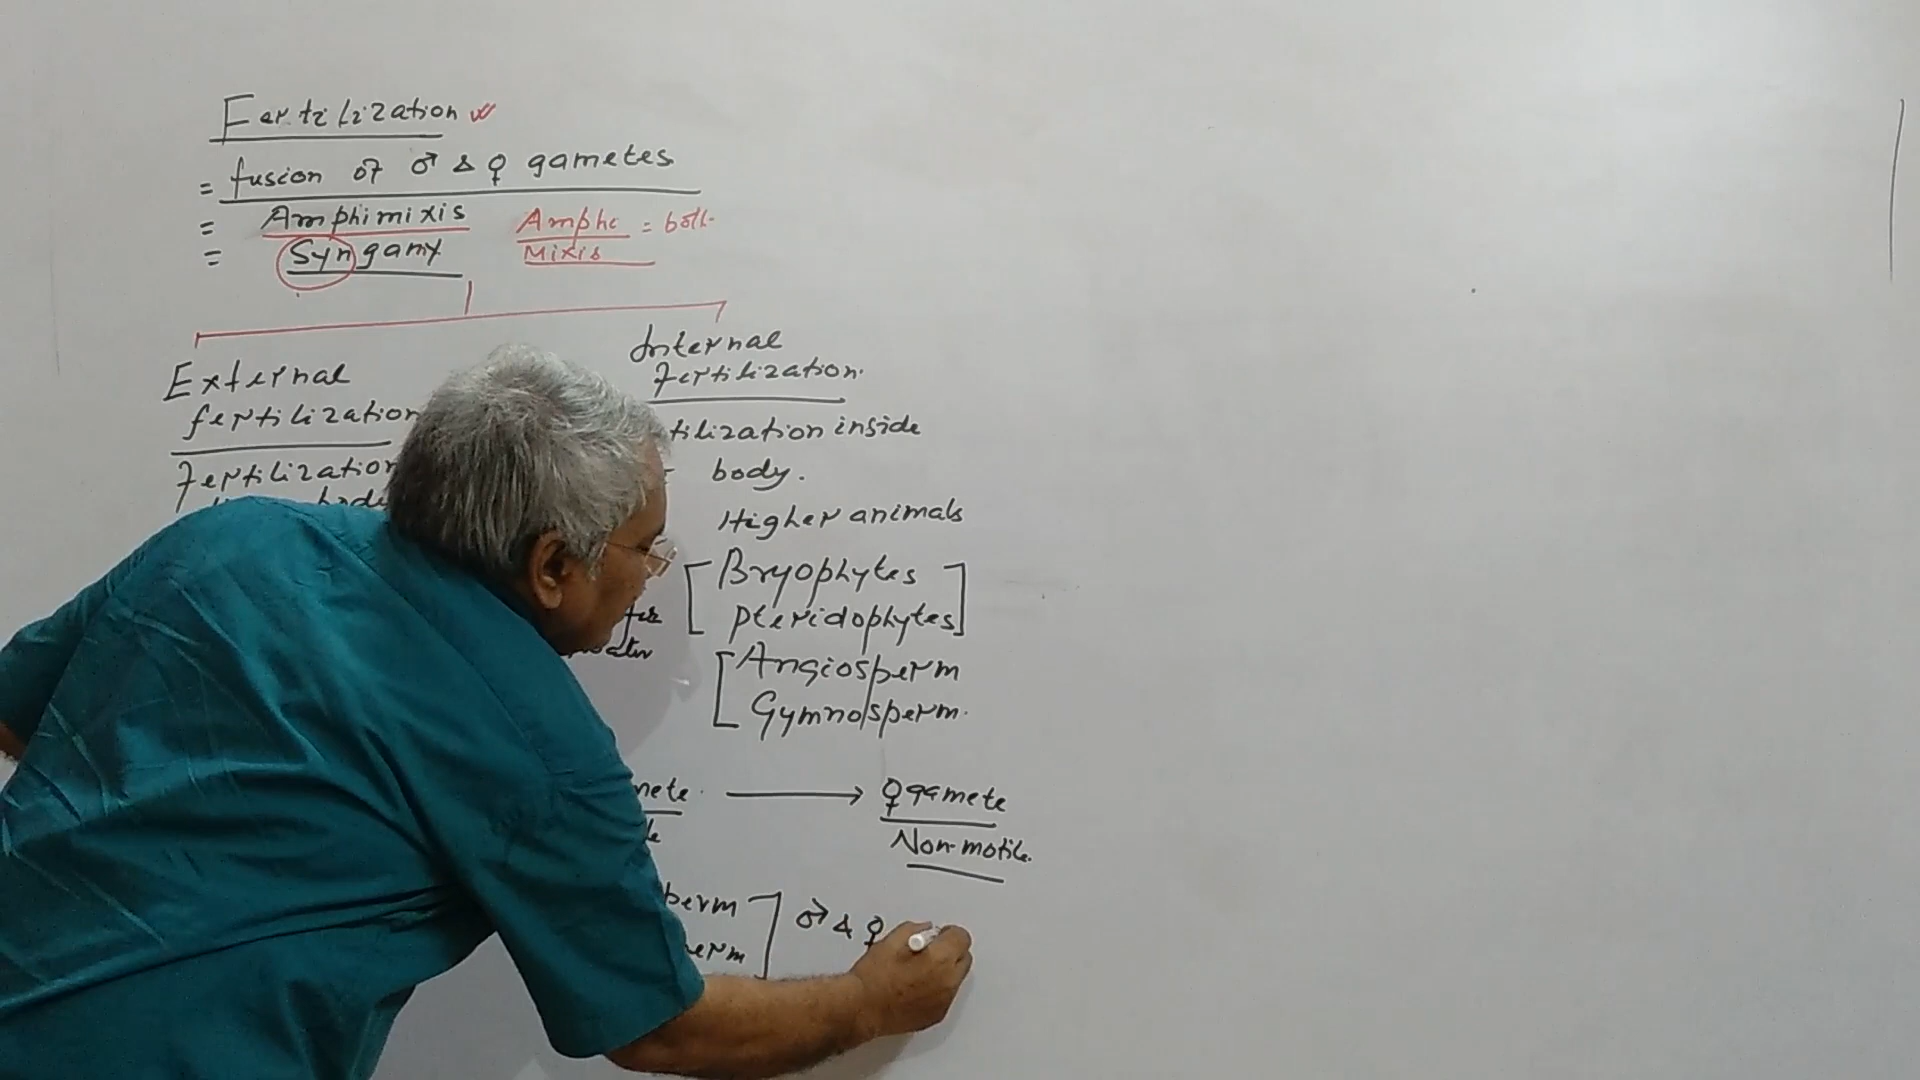 Fertilization
= fusion of ♂ & ♀ gametes
= Amphimixis
Amphi = both
= Syngamy
Mixis
External
fertilization
Internal
fertilization.
tilization inside
body.
Fertilization
Higher animals
Bryophytes
Pteridophytes
Angiosperm
Gymnosperm.
mete. → ♀ gamete
Non-motile.
perm
♂ & ♀
erm